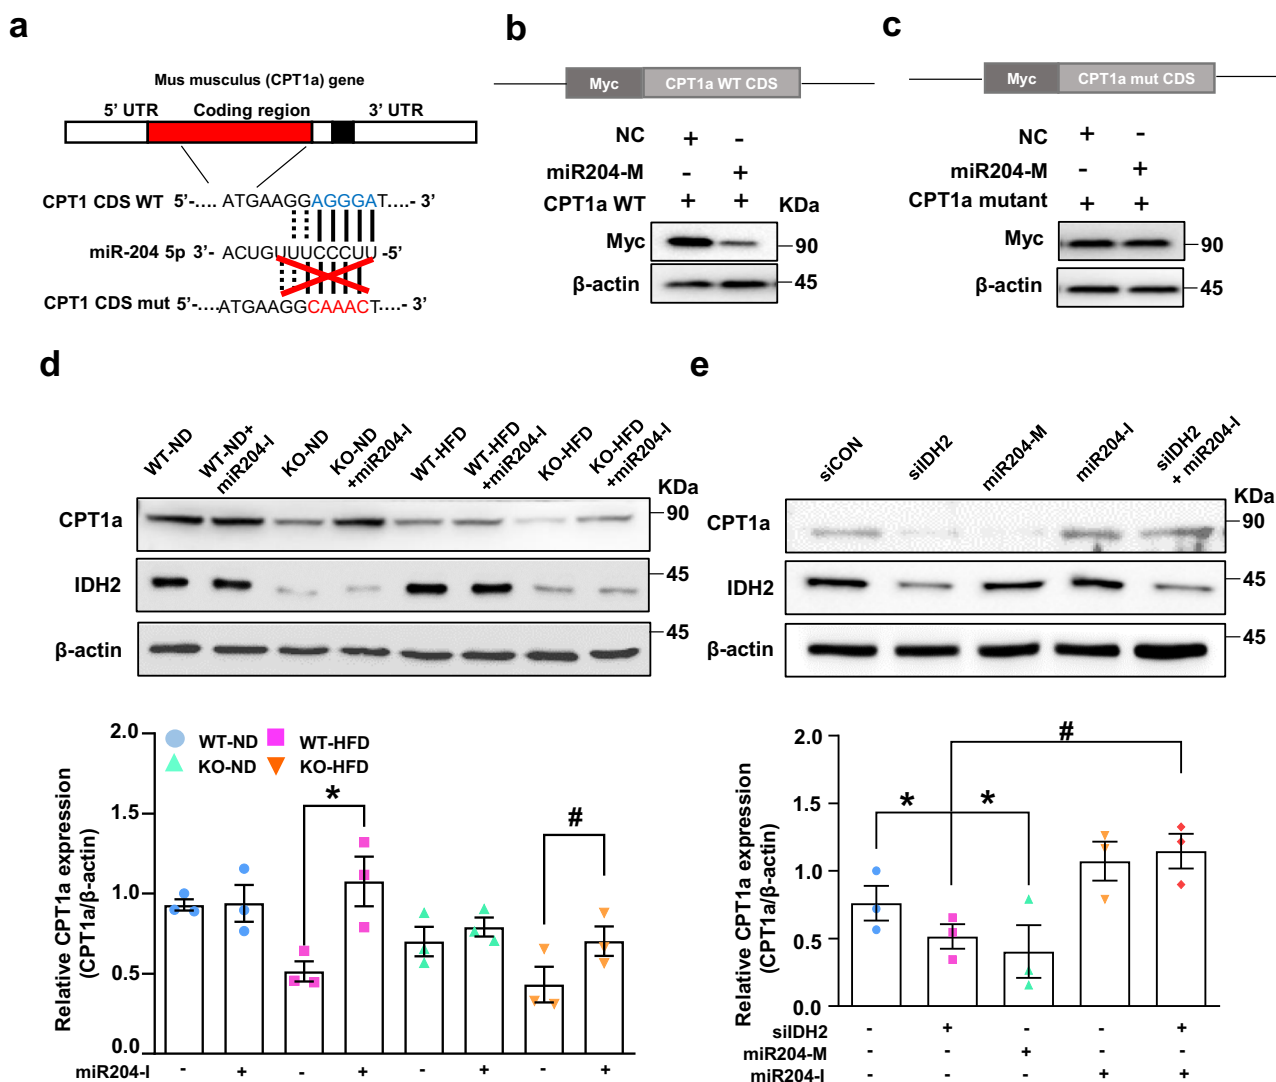 a
Mus musculus (CPT1a) gene
5' UTR Coding region 3' UTR
CPT1 CDS WT 5'-.... ATGAAGGAGGGAT....- 3'
miR-204 5p 3'- ACUGUUUCCCUU -5'
CPT1 CDS mut 5'-....ATGAAGGCAAACT....- 3'
b
Myc CPT1a WT CDS
NC + -
miR204-M - +
CPT1a WT + + KDa
Myc 90
β-actin 45
c
Myc CPT1a mut CDS
NC + -
miR204-M - +
CPT1a mutant + +
Myc 90
β-actin 45
d
WT-ND
WT-ND+
miR204-I
KO-ND
KO-ND
+miR204-I
WT-HFD
WT-HFD
+miR204-I
KO-HFD
KO-HFD
+miR204-I
KDa
CPT1a 90
IDH2 45
β-actin 45
Relative CPT1a expression
(CPT1a/β-actin)
2.0
1.5
1.0
0.5
0.0
WT-ND WT-HFD
KO-ND KO-HFD
* #
miR204-I - + - + - + - +
e
siCON
siIDH2
miR204-M
miR204-I
siIDH2
+ miR204-I
KDa
CPT1a 90
IDH2 45
β-actin 45
Relative CPT1a expression
(CPT1a/β-actin)
2.0
1.5
1.0
0.5
0.0
#
* *
siIDH2 - + - - +
miR204-M - - + - -
miR204-I - - - + +